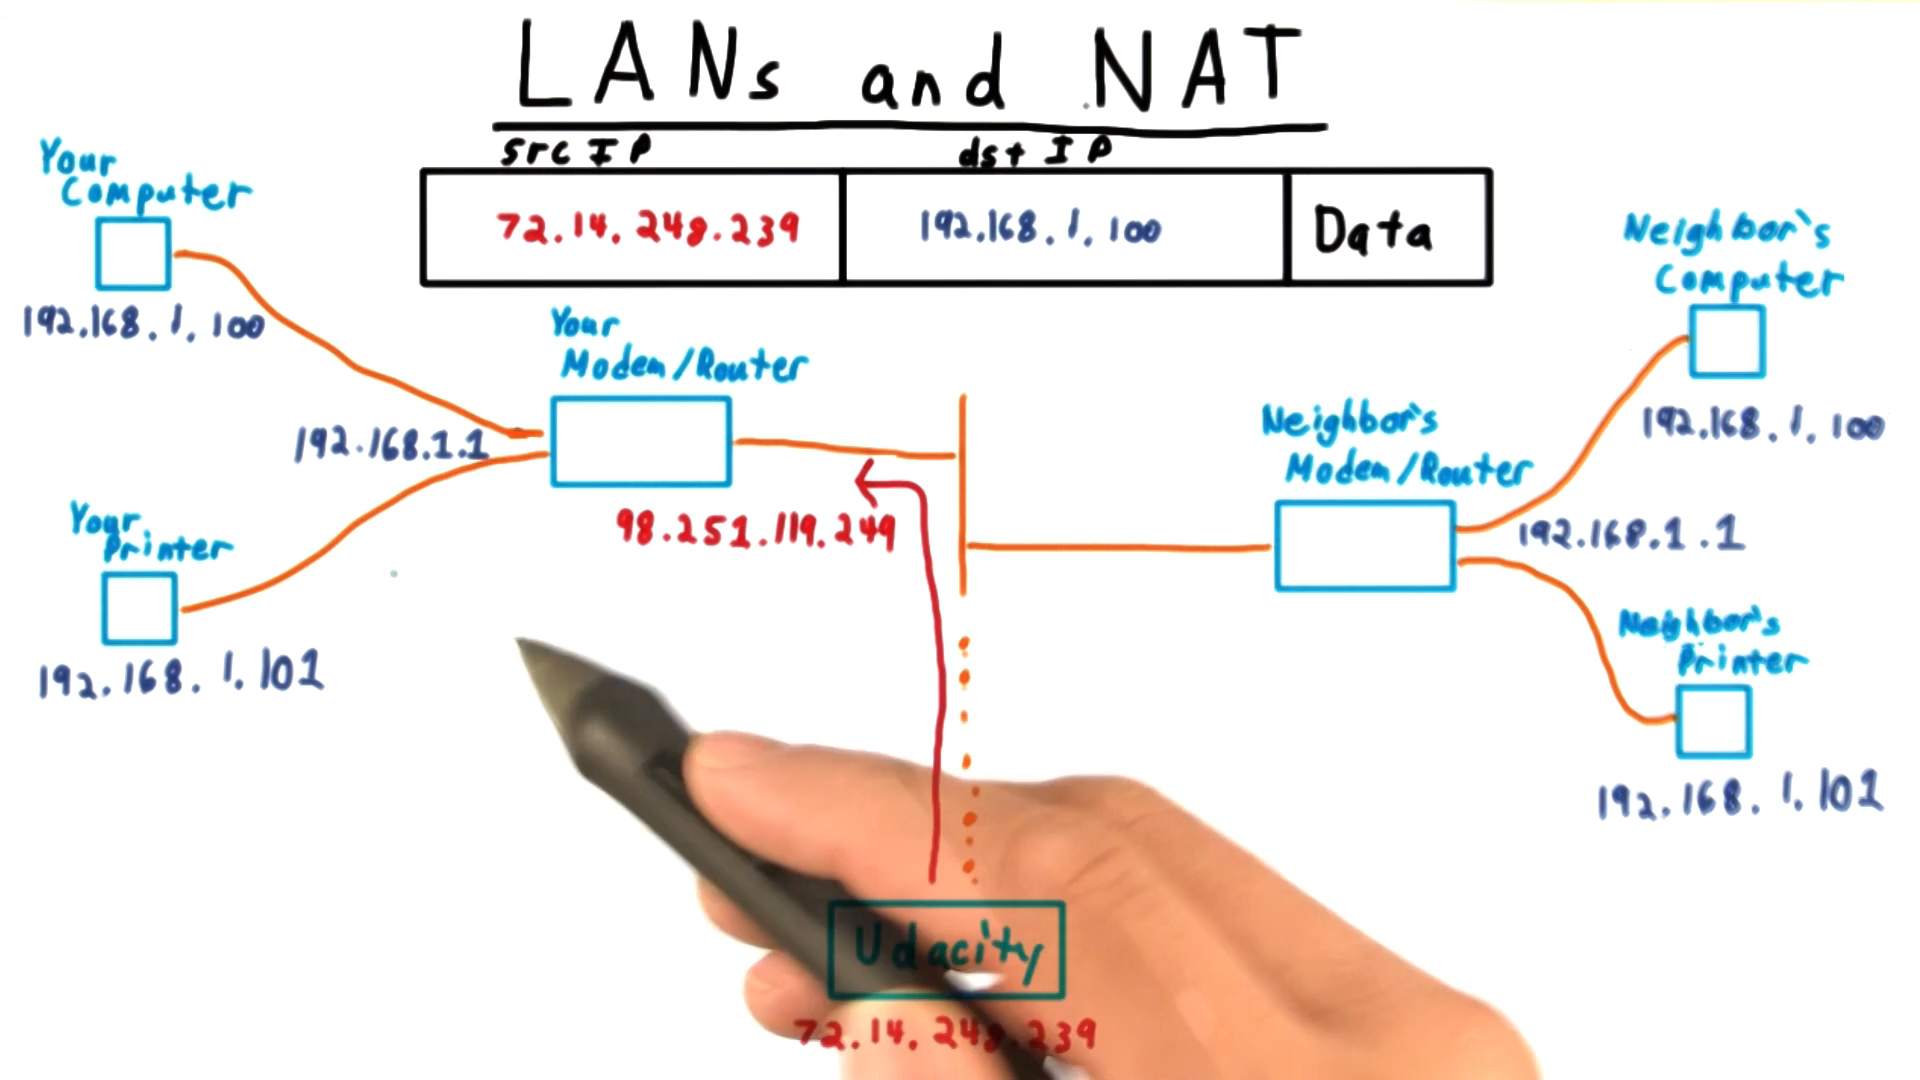 LANs and NAT
src IP dst IP
72.14.248.239 192.168.1.100 Data
Your
Computer
192.168.1.100
Your
Modem/Router
192.168.1.1
98.251.119.249
Your
Printer
192.168.1.101
Neighbor's
Computer
192.168.1.100
Neighbor's
Modem/Router
192.168.1.1
Neighbor's
Printer
192.168.1.101
Udacity
72.14.248.239